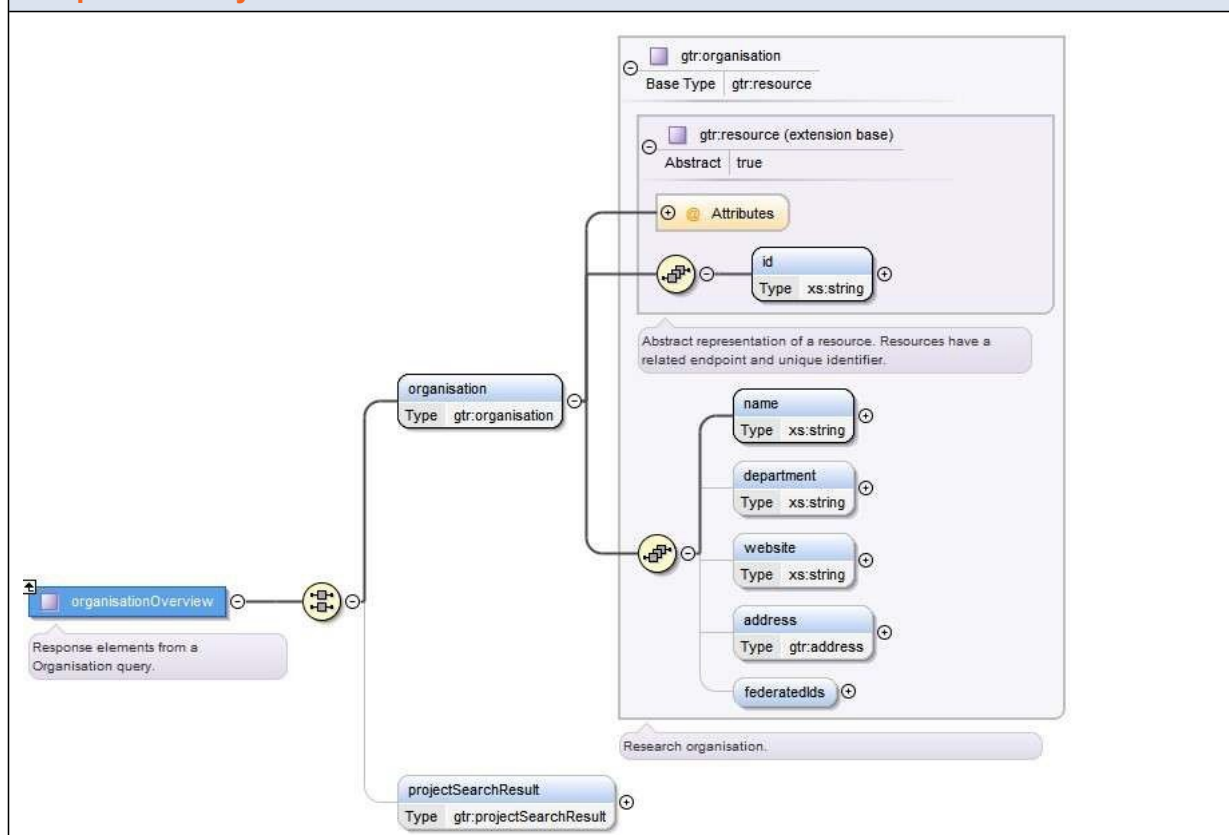 gtr:organisation
Base Type gtr:resource
gtr:resource (extension base)
Abstract true
@ Attributes
id
Type xs:string
Abstract representation of a resource. Resources have a
related endpoint and unique identifier.
organisation
Type gtr:organisation
name
Type xs:string
department
Type xs:string
website
Type xs:string
address
Type gtr:address
federatedIds
organisationOverview
Response elements from a
Organisation query.
Research organisation.
projectSearchResult
Type gtr:projectSearchResult